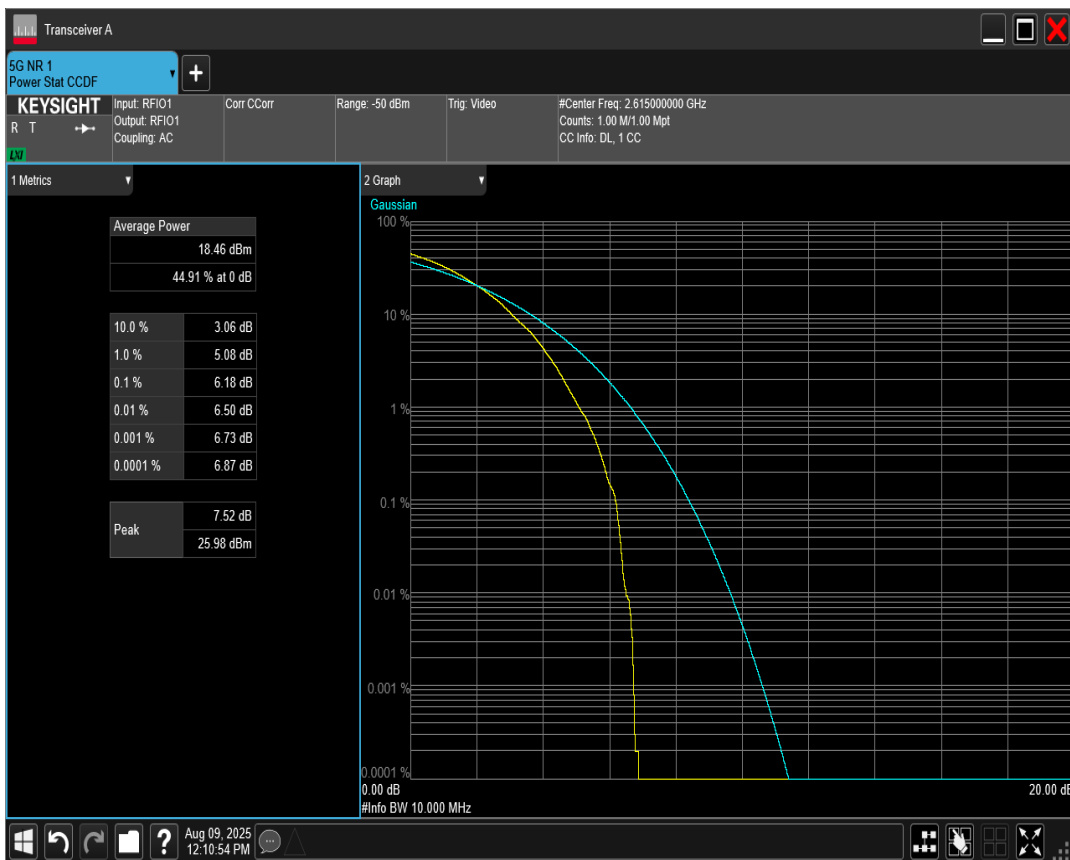 Transceiver A
5G NR 1
Power Stat CCDF
+
KEYSIGHT
R T
LXI
Input: RFIO1
Output: RFIO1
Coupling: AC
Corr CCorr
Range: -50 dBm
Trig: Video
#Center Freq: 2.615000000 GHz
Counts: 1.00 M/1.00 Mpt
CC Info: DL, 1 CC
1 Metrics
Average Power
18.46 dBm
44.91 % at 0 dB
10.0 % 3.06 dB
1.0 % 5.08 dB
0.1 % 6.18 dB
0.01 % 6.50 dB
0.001 % 6.73 dB
0.0001 % 6.87 dB
Peak
7.52 dB
25.98 dBm
2 Graph
Gaussian
100 %
10 %
1 %
0.1 %
0.01 %
0.001 %
0.0001 %
0.00 dB
20.00 dB
#Info BW 10.000 MHz
?
Aug 09, 2025
12:10:54 PM